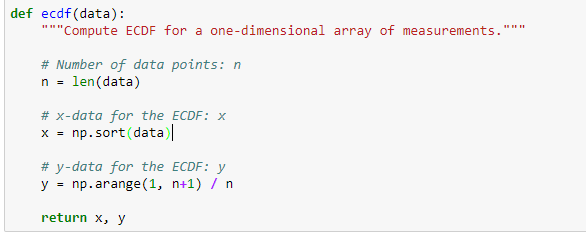 def ecdf(data):
    """Compute ECDF for a one-dimensional array of measurements."""
    # Number of data points: n
    n = len(data)
    # x-data for the ECDF: x
    x = np.sort(data)
    # y-data for the ECDF: y
    y = np.arange(1, n+1) / n
    return x, y